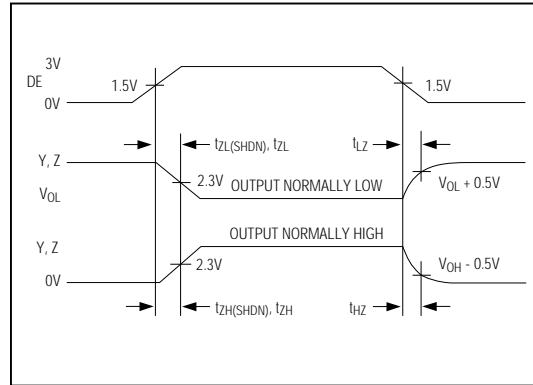 3V
DE
1.5V
1.5V
0V
tZL(SHDN), tZL
tLZ
Y, Z
2.3V
OUTPUT NORMALLY LOW
VOL + 0.5V
VOL
OUTPUT NORMALLY HIGH
Y, Z
2.3V
VOH - 0.5V
0V
tZH(SHDN), tZH
tHZ